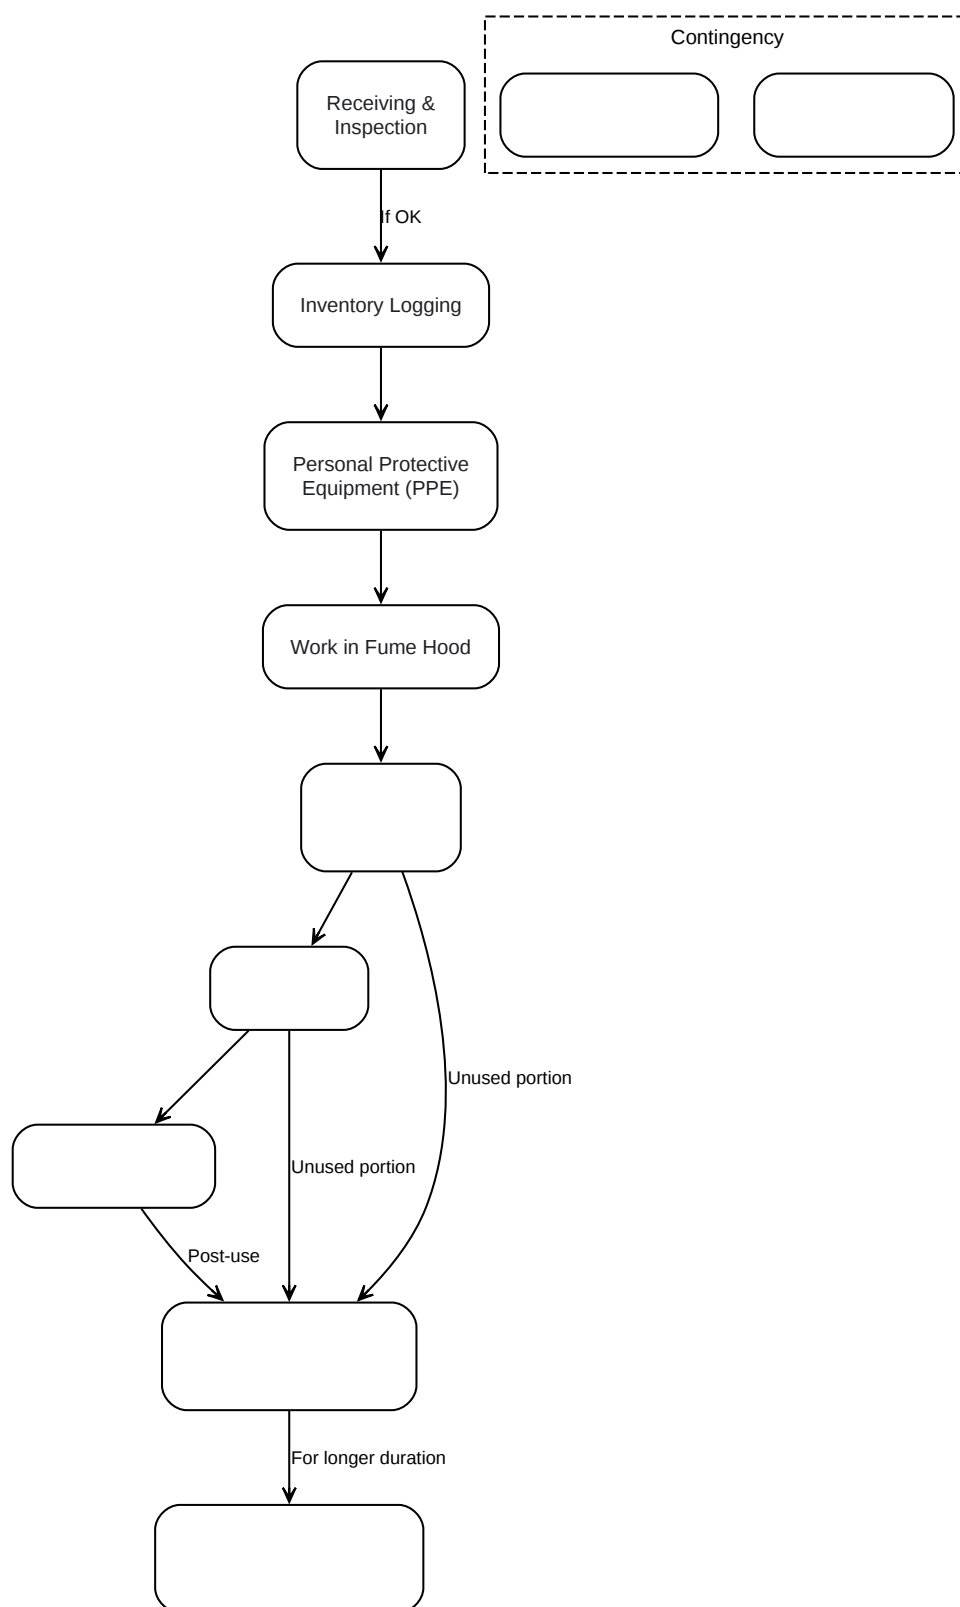 Contingency
Receiving &
Inspection
If OK
Inventory Logging
Personal Protective
Equipment (PPE)
Work in Fume Hood
Unused portion
Unused portion
Post-use
For longer duration